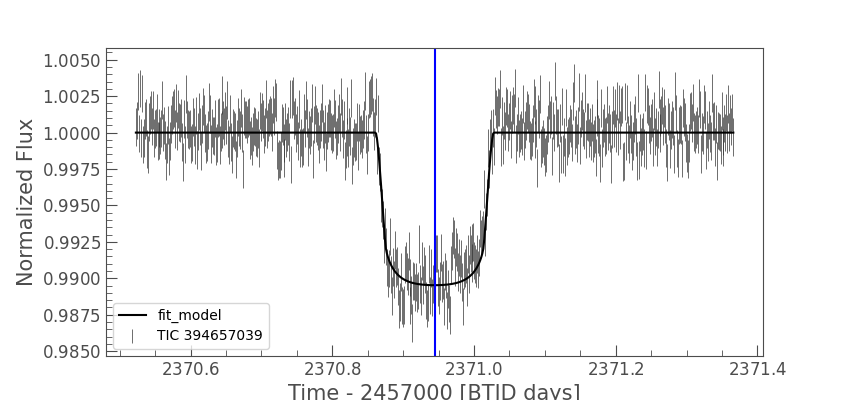 1.0050
1.0025
1.0000
0.9975
0.9950
0.9925
0.9900
0.9875
0.9850
Normalized Flux
fit_model
TIC 394657039
2370.6 2370.8 2371.0 2371.2 2371.4
Time - 2457000 [BTJD days]